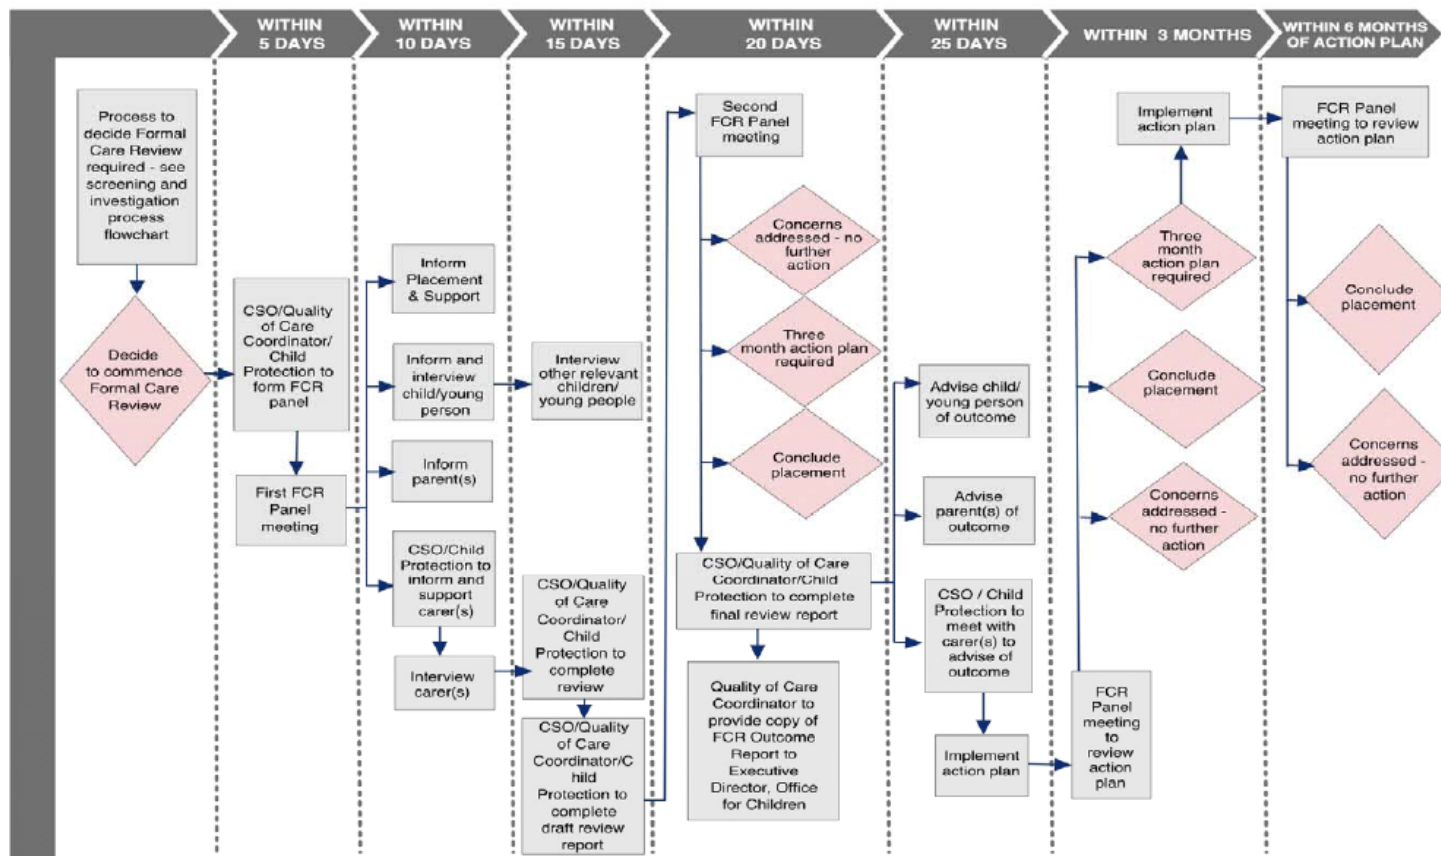 WITHIN
5 DAYS
WITHIN
10 DAYS
WITHIN
15 DAYS
WITHIN
20 DAYS
WITHIN
25 DAYS
WITHIN 3 MONTHS
WITHIN 6 MONTHS
OF ACTION PLAN
Process to
decide Formal
Care Review
required - see
screening and
investigation
process
flowchart
Decide
to commence
Formal Care
Review
CSO/Quality
of Care
Coordinator/
Child
Protection to
form FCR
panel
First FCR
Panel
meeting
Inform
Placement
& Support
Inform and
interview
child/young
person
Inform
parent(s)
CSO/Child
Protection to
inform and
support
carer(s)
Interview
carer(s)
Interview
other relevant
children/
young people
CSO/Quality
of Care
Coordinator/
Child
Protection to
complete
review
CSO/Quality
of Care
Coordinator/C
hild
Protection to
complete
draft review
report
Second
FCR Panel
meeting
Concerns
addressed - no
further
action
Three
month action plan
required
Conclude
placement
CSO/Quality of Care
Coordinator/Child
Protection to complete
final review report
Quality of Care
Coordinator to
provide copy of
FCR Outcome
Report to
Executive
Director, Office
for Children
Advise child/
young person
of outcome
Advise
parent(s) of
outcome
CSO / Child
Protection to
meet with
carer(s) to
advise of
outcome
Implement
action plan
FCR
Panel
meeting
to
review
action
plan
Implement
action plan
Three
month
action plan
required
Conclude
placement
Concerns
addressed -
no further
action
FCR Panel
meeting to review
action plan
Conclude
placement
Concerns
addressed -
no further
action